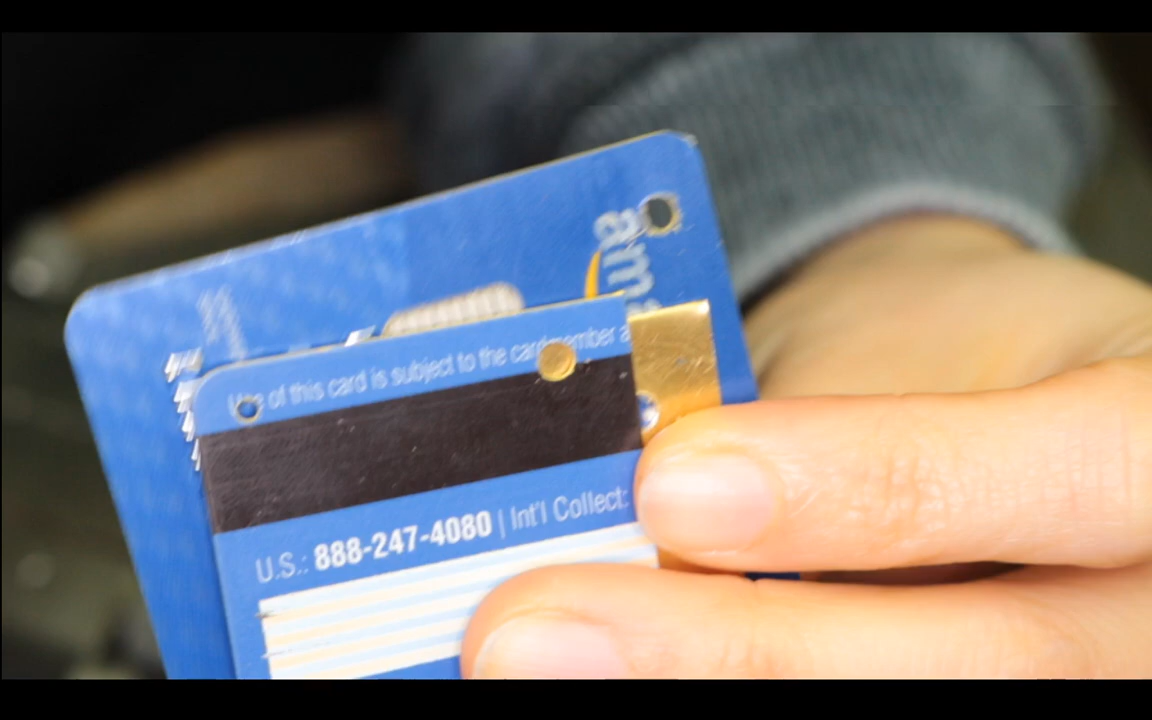 ama
Use of this card is subject to the cardmember a
U.S.: 888-247-4080 | Int'l Collect: